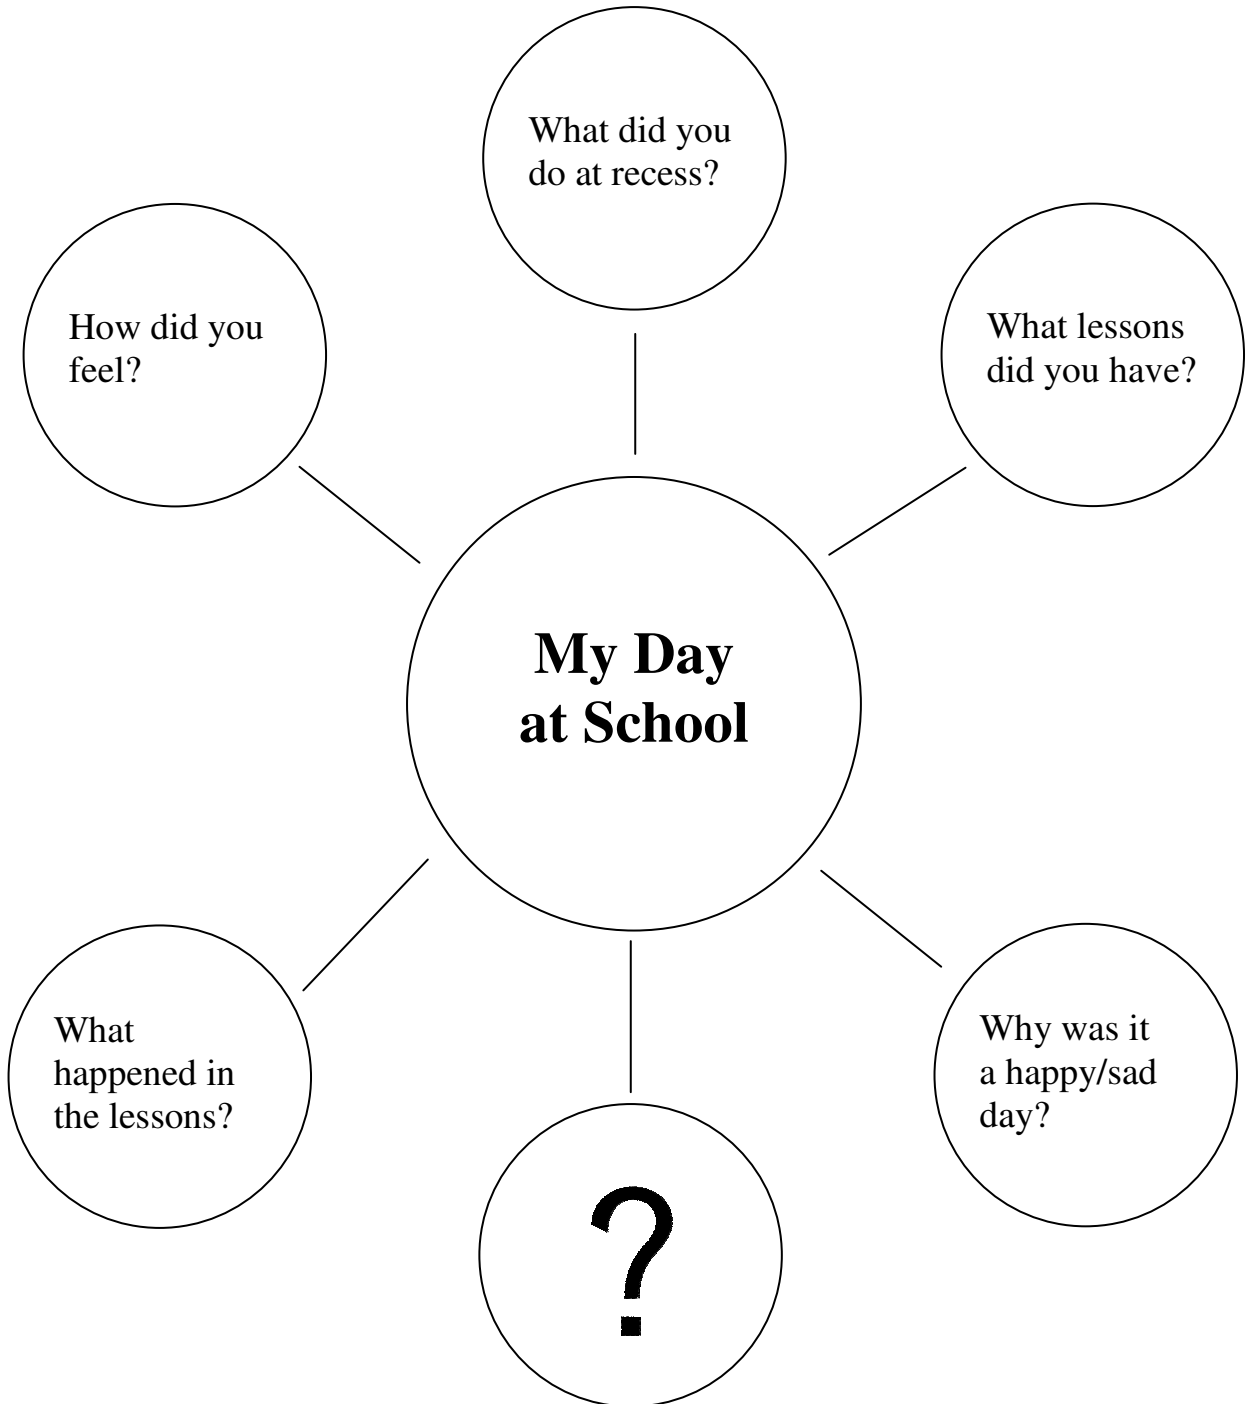 What did you
do at recess?
How did you
feel?
What lessons
did you have?
My Day
at School
What
happened in
the lessons?
Why was it
a happy/sad
day?
?